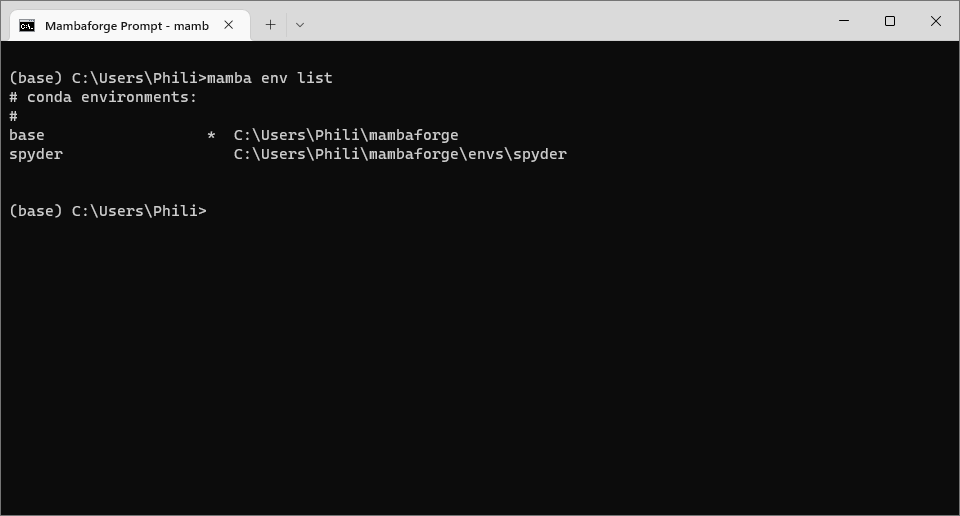 Mambaforge Prompt - mamb
(base) C:\Users\Phili>mamba env list
# conda environments:
#
base                  *  C:\Users\Phili\mambaforge
spyder                   C:\Users\Phili\mambaforge\envs\spyder
(base) C:\Users\Phili>